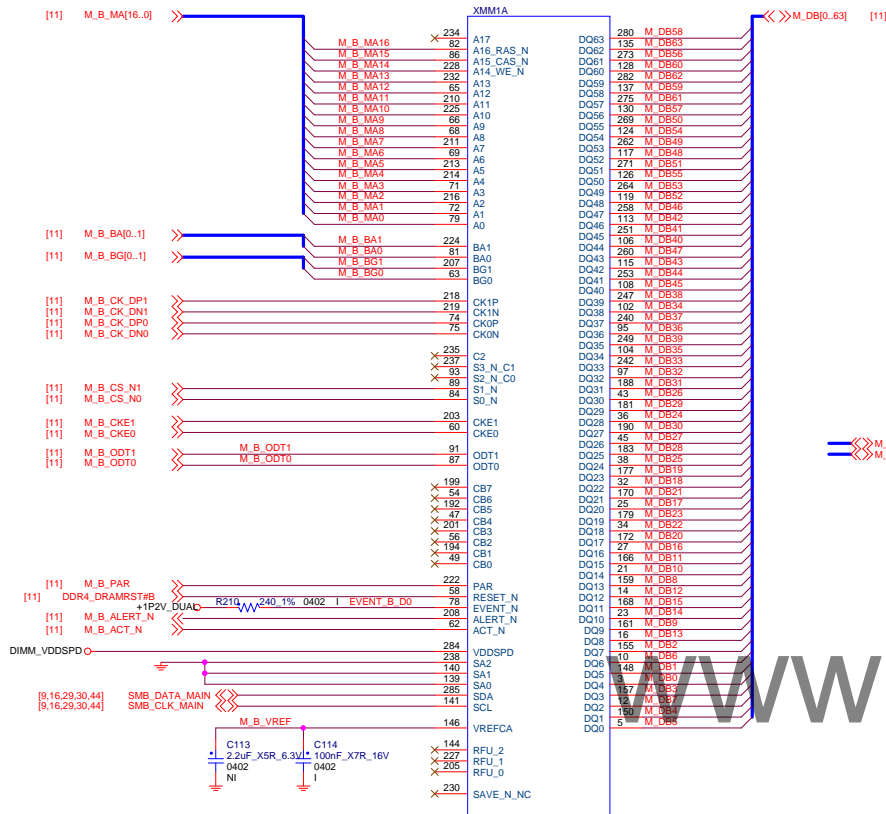 XMM1A
[11] M_B_MA[16..0]
234 A17
M_B_MA16 82 A16_RAS_N
M_B_MA15 86 A15_CAS_N
M_B_MA14 228 A14_WE_N
M_B_MA13 232 A13
M_B_MA12 65 A12
M_B_MA11 210 A11
M_B_MA10 225 A10
M_B_MA9 66 A9
M_B_MA8 68 A8
M_B_MA7 211 A7
M_B_MA6 69 A6
M_B_MA5 213 A5
M_B_MA4 214 A4
M_B_MA3 71 A3
M_B_MA2 216 A2
M_B_MA1 72 A1
M_B_MA0 79 A0
[11] M_B_BA[0..1]
M_B_BA1 224 BA1
[11] M_B_BG[0..1]
M_B_BA0 81 BA0
M_B_BG1 207 BG1
M_B_BG0 63 BG0
[11] M_B_CK_DP1 218 CK1P
[11] M_B_CK_DN1 219 CK1N
[11] M_B_CK_DP0 74 CK0P
[11] M_B_CK_DN0 75 CK0N
235 C2
237 S3_N_C1
93 S2_N_C0
[11] M_B_CS_N1 89 S1_N
[11] M_B_CS_N0 84 S0_N
[11] M_B_CKE1 203 CKE1
[11] M_B_CKE0 60 CKE0
[11] M_B_ODT1 M_B_ODT1 91 ODT1
[11] M_B_ODT0 M_B_ODT0 87 ODT0
199 CB7
54 CB6
192 CB5
47 CB4
201 CB3
56 CB2
194 CB1
49 CB0
[11] M_B_PAR 222 PAR
[11] DDR4_DRAMRST#B 58 RESET_N
+1P2V_DUAL R210 240_1% 0402 I EVENT_B_D0 78 EVENT_N
[11] M_B_ALERT_N 208 ALERT_N
[11] M_B_ACT_N 62 ACT_N
DIMM_VDDSPD 284 VDDSPD
238 SA2
140 SA1
139 SA0
[9,16,29,30,44] SMB_DATA_MAIN 285 SDA
[9,16,29,30,44] SMB_CLK_MAIN 141 SCL
M_B_VREF 146 VREFCA
C113
2.2uF_X5R_6.3V
0402
NI
C114
100nF_X7R_16V
0402
I
144 RFU_2
227 RFU_1
205 RFU_0
230 SAVE_N_NC
M_DB[0..63] [11]
DQ63 280 M_DB58
DQ62 135 M_DB63
DQ61 273 M_DB56
DQ60 128 M_DB60
DQ59 282 M_DB62
DQ58 137 M_DB59
DQ57 275 M_DB61
DQ56 130 M_DB57
DQ55 269 M_DB50
DQ54 124 M_DB54
DQ53 262 M_DB49
DQ52 117 M_DB48
DQ51 271 M_DB51
DQ50 126 M_DB55
DQ49 264 M_DB53
DQ48 119 M_DB52
DQ47 258 M_DB46
DQ46 113 M_DB42
DQ45 251 M_DB41
DQ44 106 M_DB40
DQ43 260 M_DB47
DQ42 115 M_DB43
DQ41 253 M_DB44
DQ40 108 M_DB45
DQ39 247 M_DB38
DQ38 102 M_DB34
DQ37 240 M_DB37
DQ36 95 M_DB36
DQ35 249 M_DB39
DQ34 104 M_DB35
DQ33 242 M_DB33
DQ32 97 M_DB32
DQ31 188 M_DB31
DQ30 43 M_DB26
DQ29 181 M_DB29
DQ28 36 M_DB24
DQ27 190 M_DB30
DQ26 45 M_DB27
DQ25 183 M_DB28
DQ24 38 M_DB25
DQ23 177 M_DB19
DQ22 32 M_DB18
DQ21 170 M_DB21
DQ20 25 M_DB17
DQ19 179 M_DB23
DQ18 34 M_DB22
DQ17 172 M_DB20
DQ16 27 M_DB16
DQ15 166 M_DB11
DQ14 21 M_DB10
DQ13 159 M_DB8
DQ12 14 M_DB12
DQ11 168 M_DB15
DQ10 23 M_DB14
DQ9 161 M_DB9
DQ8 16 M_DB13
DQ7 155 M_DB2
DQ6 10 M_DB6
DQ5 148 M_DB1
DQ4 3 M_DB0
DQ3 157 M_DB3
DQ2 12 M_DB7
DQ1 150 M_DB4
DQ0 5 M_DB5
M_
M_
www